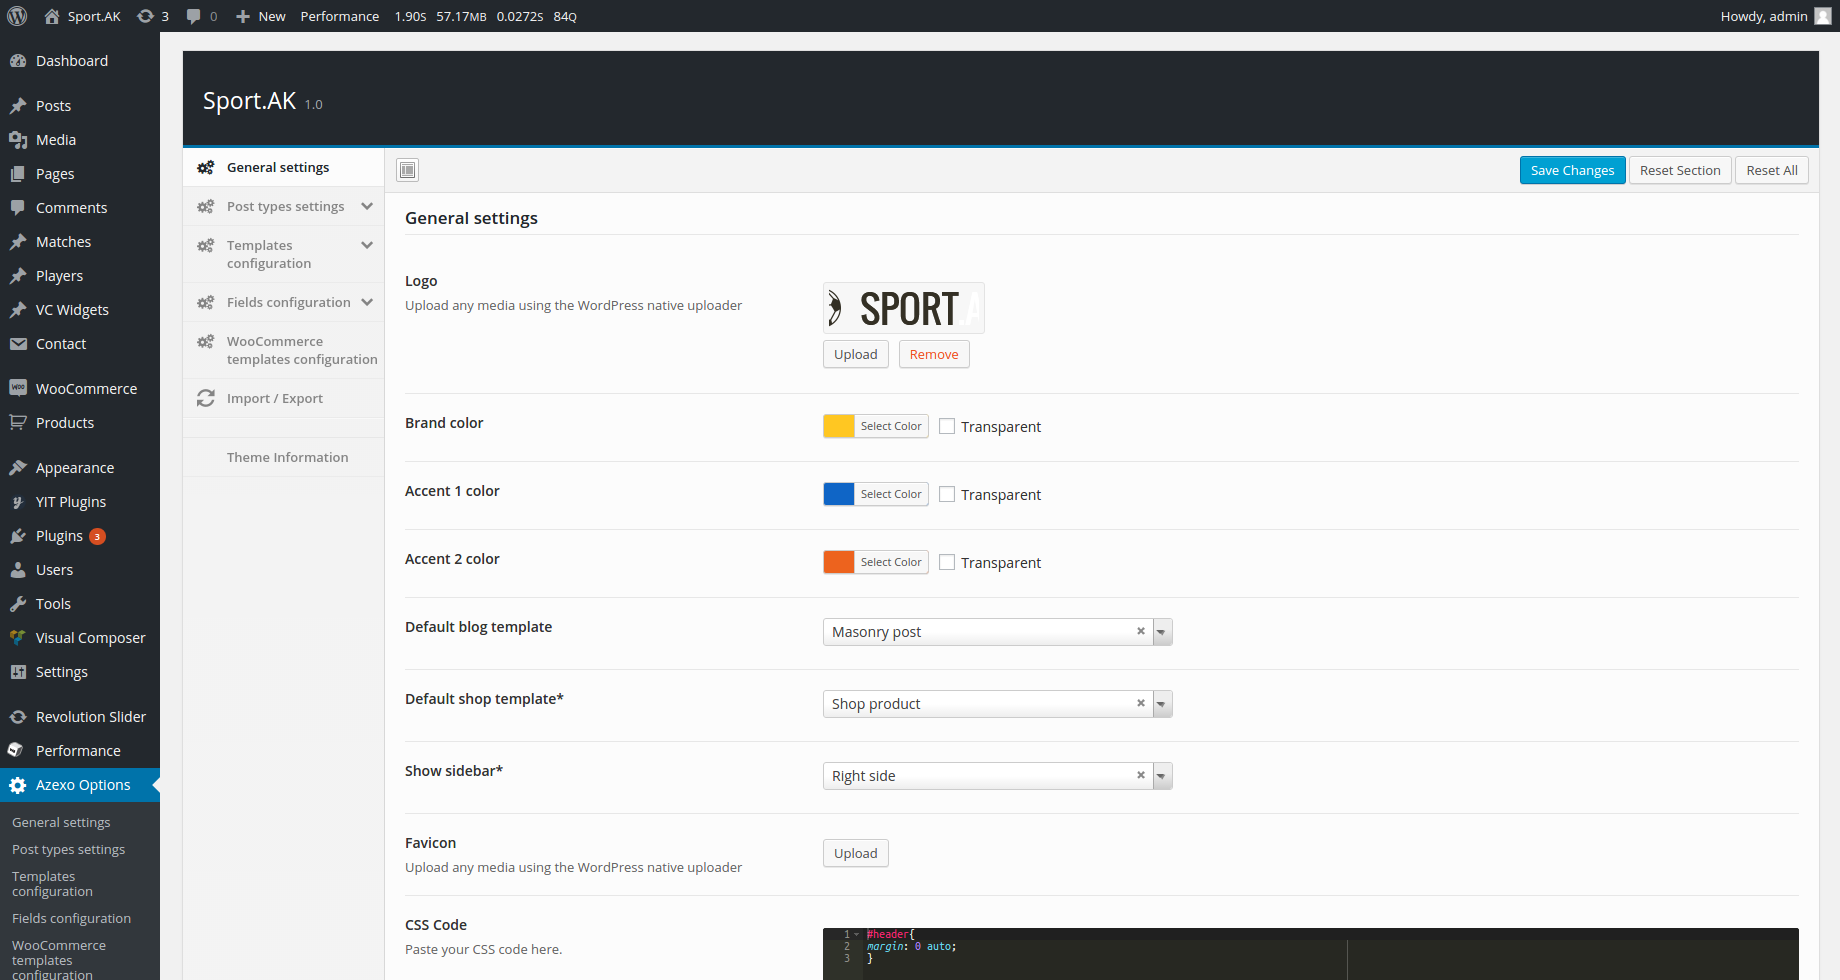 Sport.AK 3 0 New Performance 1.90S 57.17MB 0.0272S 84Q Howdy, admin
Dashboard
Posts
Media
Pages
Comments
Matches
Players
VC Widgets
Contact
WooCommerce
Products
Appearance
YIT Plugins
Plugins 3
Users
Tools
Visual Composer
Settings
Revolution Slider
Performance
Azexo Options
General settings
Post types settings
Templates
configuration
Fields configuration
WooCommerce
templates
configuration
Sport.AK 1.0
General settings
Post types settings
Templates
configuration
Fields configuration
WooCommerce
templates configuration
Import / Export
Theme Information
Save Changes Reset Section Reset All
General settings
Logo
Upload any media using the WordPress native uploader
SPORT.A
Upload Remove
Brand color
Select Color Transparent
Accent 1 color
Select Color Transparent
Accent 2 color
Select Color Transparent
Default blog template
Masonry post
Default shop template*
Shop product
Show sidebar*
Right side
Favicon
Upload any media using the WordPress native uploader
Upload
CSS Code
Paste your CSS code here.
1 #header{
2 margin: 0 auto;
3 }